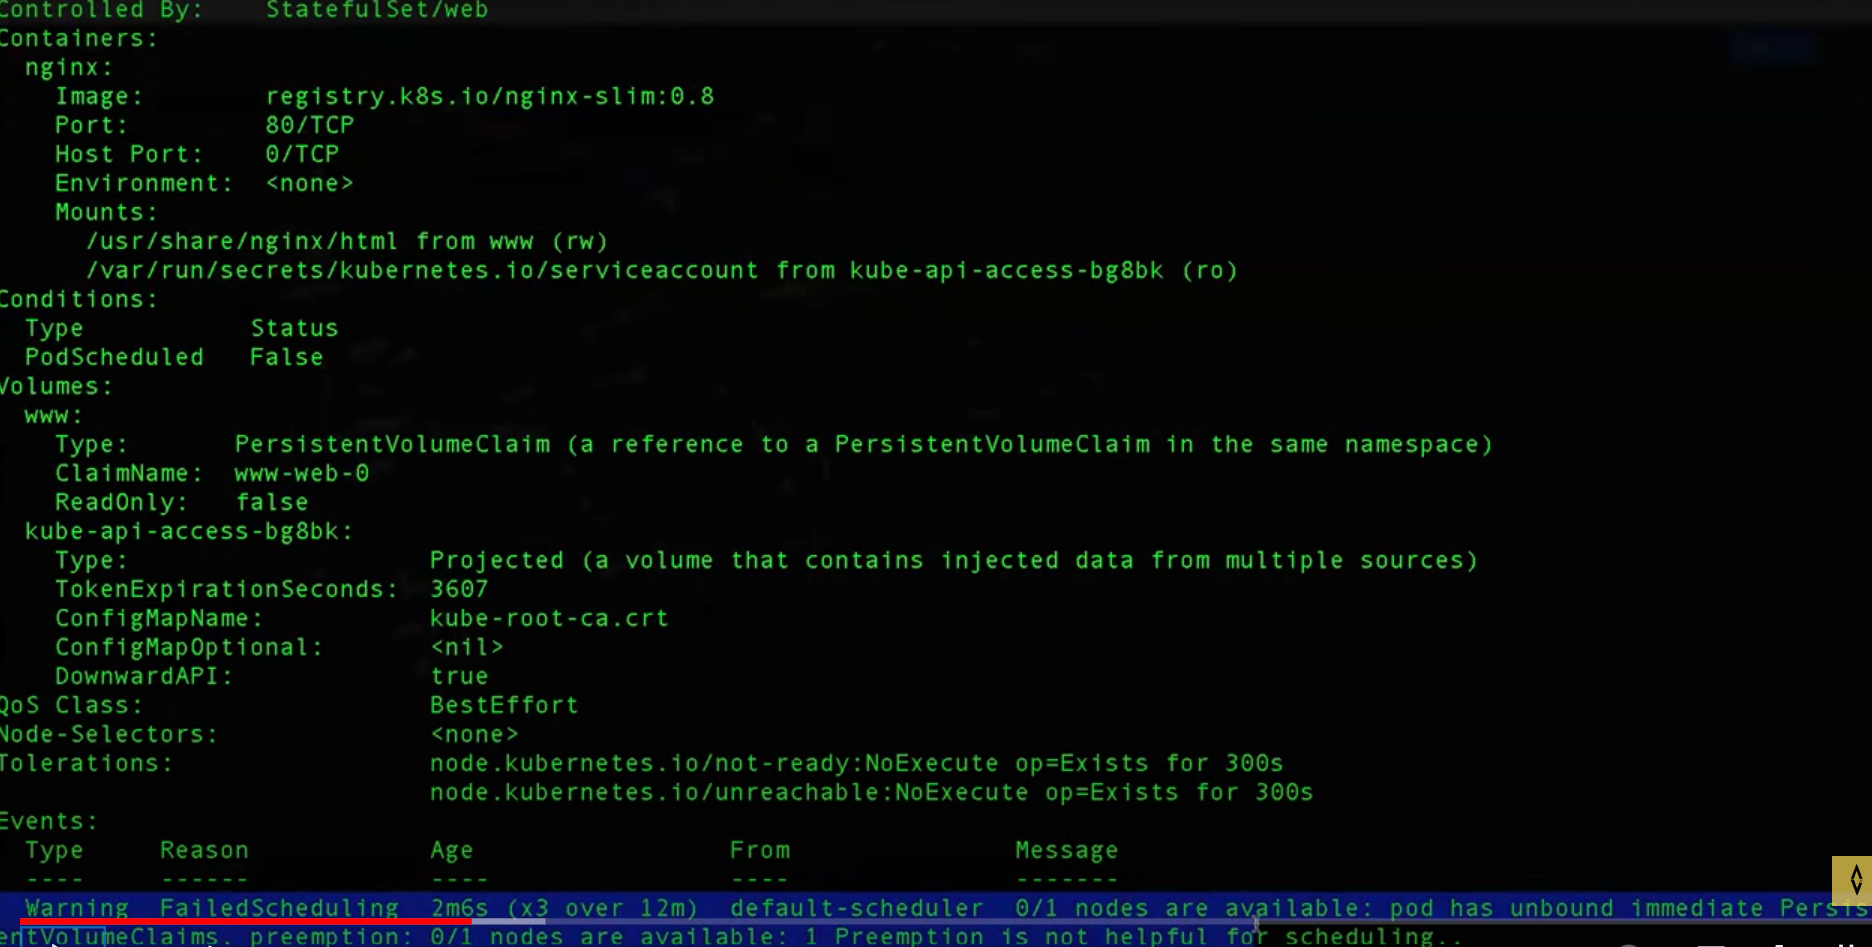 Controlled By:    StatefulSet/web
Containers:
  nginx:
    Image:        registry.k8s.io/nginx-slim:0.8
    Port:         80/TCP
    Host Port:    0/TCP
    Environment:  <none>
    Mounts:
      /usr/share/nginx/html from www (rw)
      /var/run/secrets/kubernetes.io/serviceaccount from kube-api-access-bg8bk (ro)
Conditions:
  Type           Status
  PodScheduled   False
Volumes:
  www:
    Type:       PersistentVolumeClaim (a reference to a PersistentVolumeClaim in the same namespace)
    ClaimName:  www-web-0
    ReadOnly:   false
  kube-api-access-bg8bk:
    Type:                    Projected (a volume that contains injected data from multiple sources)
    TokenExpirationSeconds:  3607
    ConfigMapName:           kube-root-ca.crt
    ConfigMapOptional:       <nil>
    DownwardAPI:             true
QoS Class:                   BestEffort
Node-Selectors:              <none>
Tolerations:                 node.kubernetes.io/not-ready:NoExecute op=Exists for 300s
                             node.kubernetes.io/unreachable:NoExecute op=Exists for 300s
Events:
  Type     Reason            Age                 From               Message
  ----     ------            ----                ----               -------
  Warning  FailedScheduling  2m6s (x3 over 12m)  default-scheduler  0/1 nodes are available: pod has unbound immediate Persis
entVolumeClaims. preemption: 0/1 nodes are available: 1 Preemption is not helpful for scheduling..